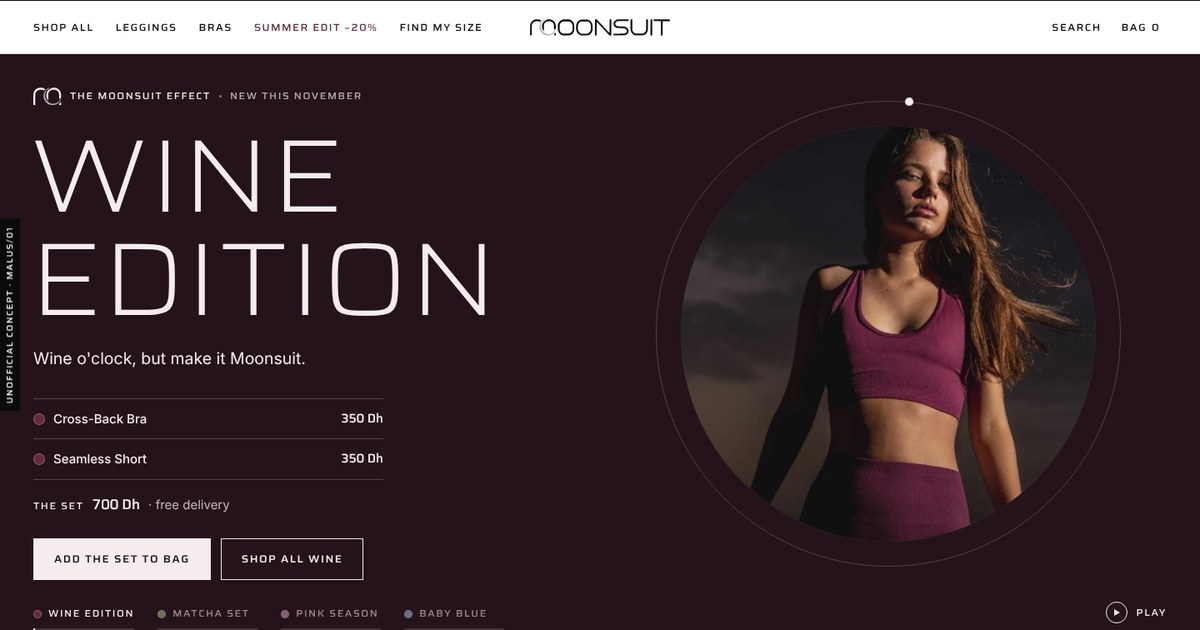 SHOP ALL LEGGINGS BRAS SUMMER EDIT -20% FIND MY SIZE MOONSUIT SEARCH BAG 0
THE MOONSUIT EFFECT • NEW THIS NOVEMBER
WINE
EDITION
UNOFFICIAL CONCEPT · MALUS/01
Wine o'clock, but make it Moonsuit.
Cross-Back Bra 350 Dh
Seamless Short 350 Dh
THE SET 700 Dh · free delivery
ADD THE SET TO BAG SHOP ALL WINE
WINE EDITION MATCHA SET PINK SEASON BABY BLUE
PLAY